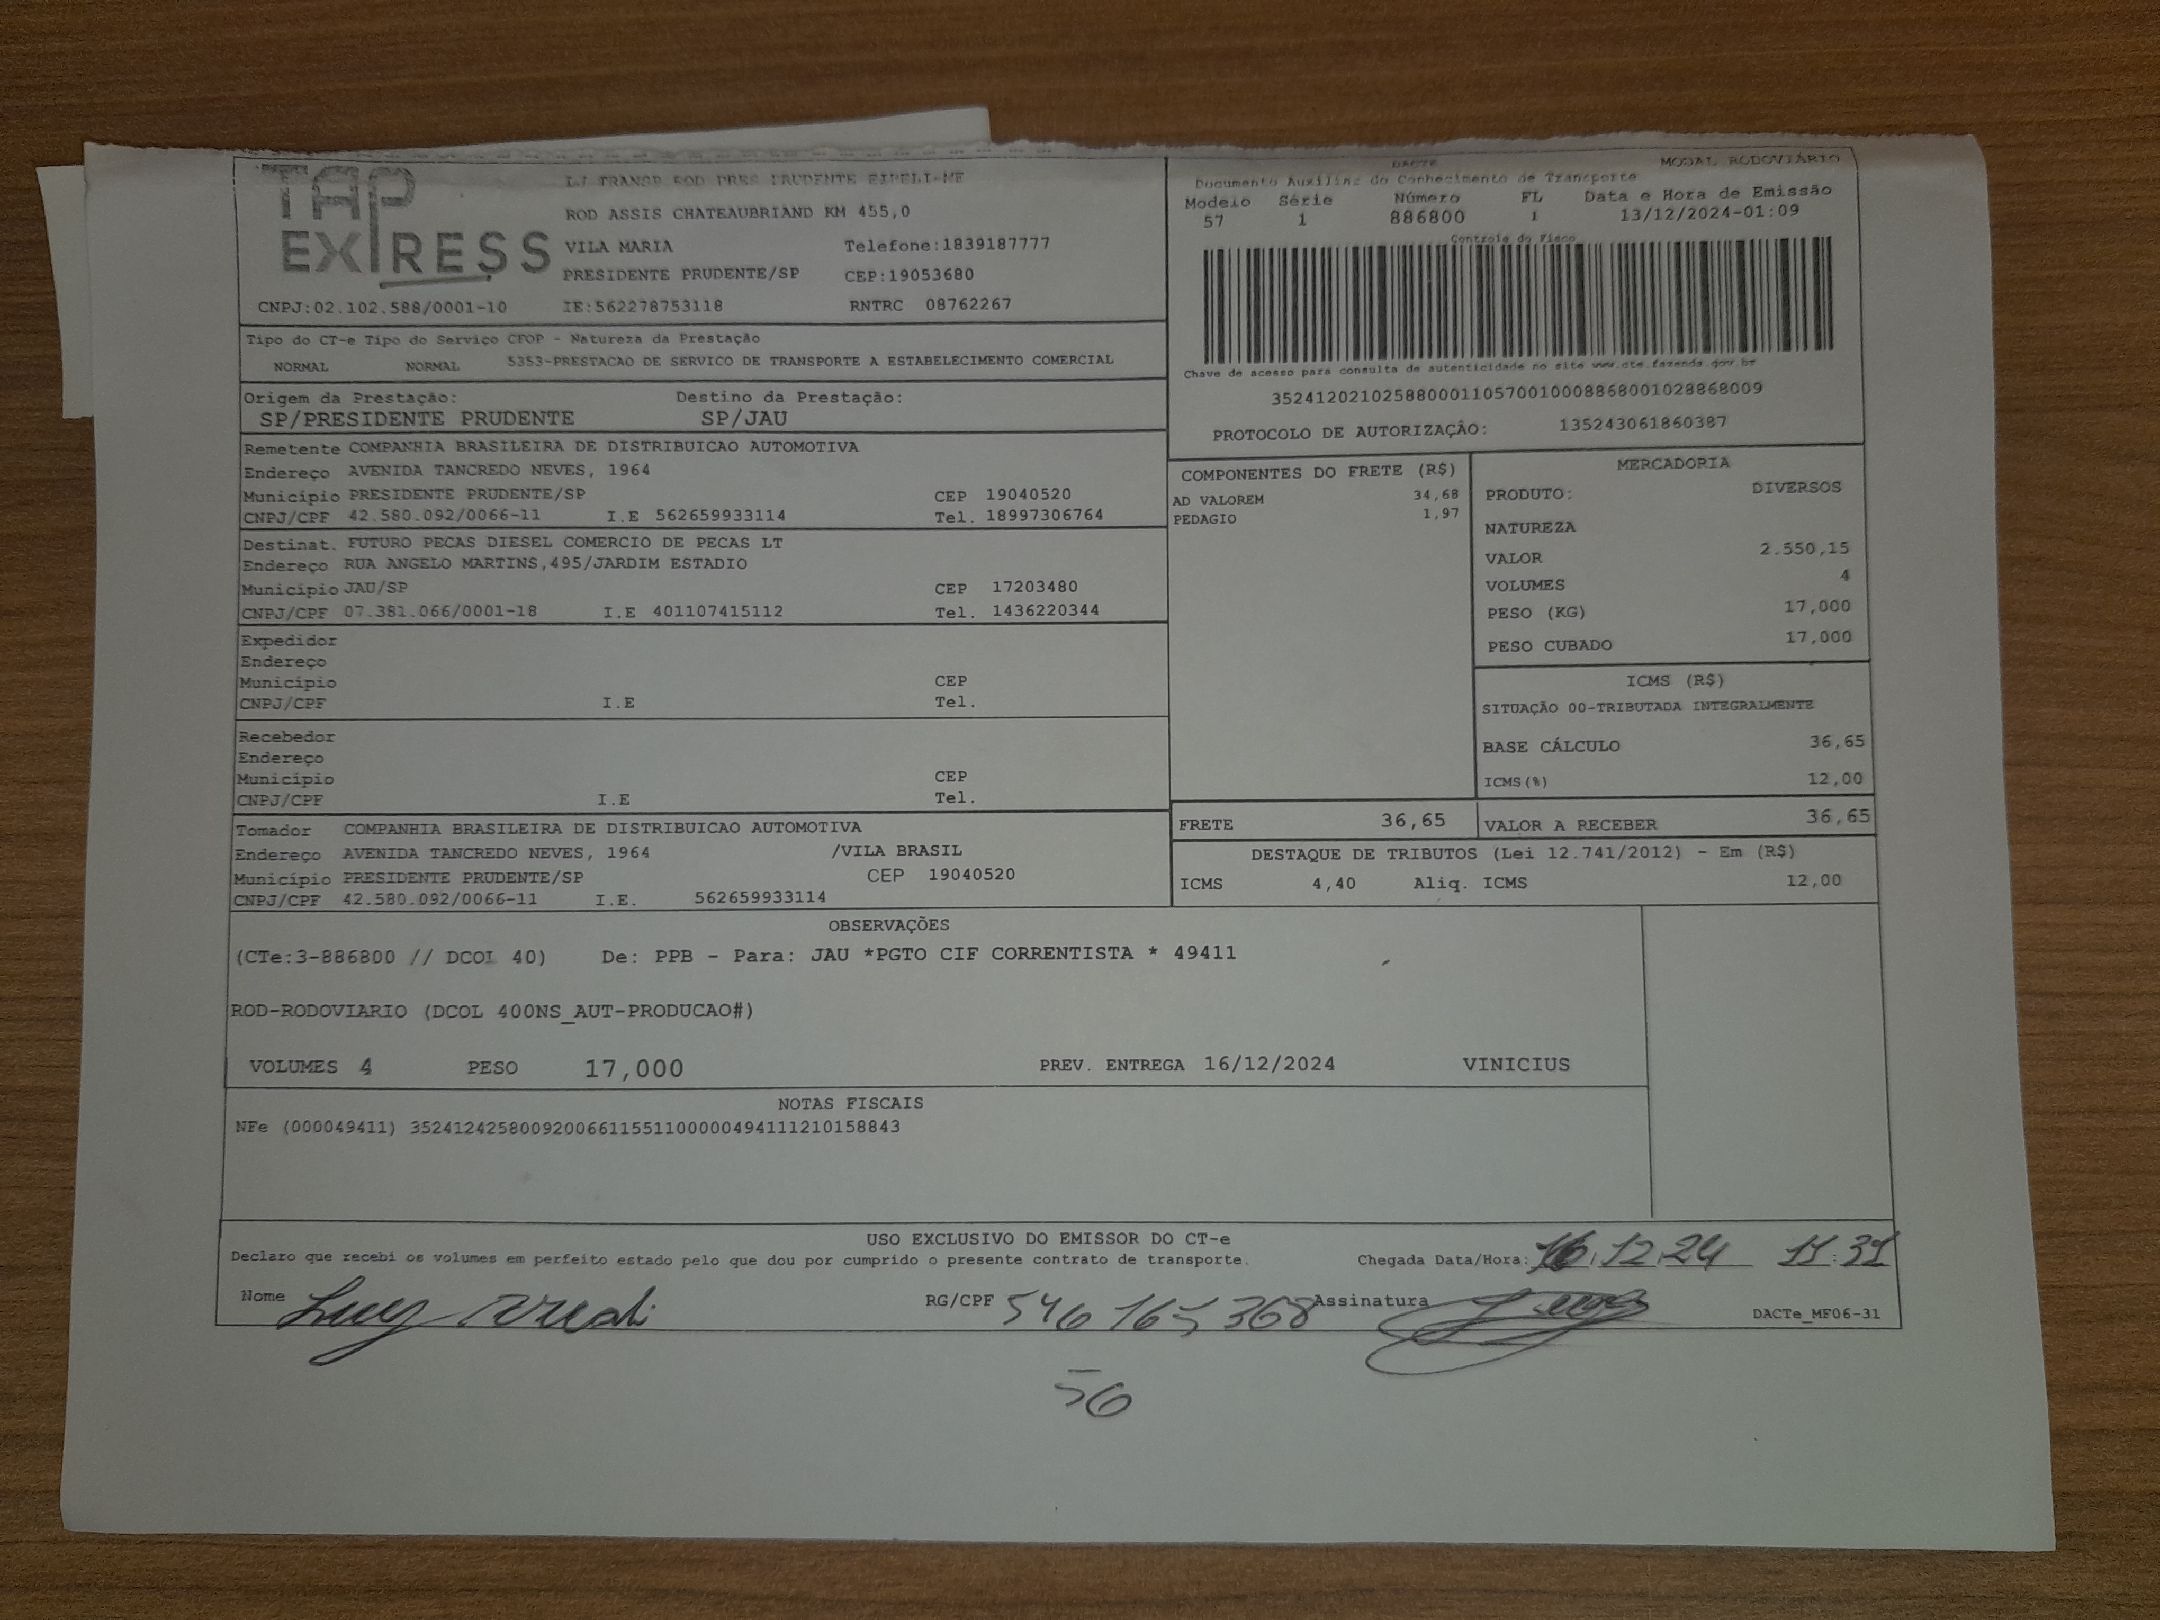 TAP EXPRESS
LJ TRANSP ROD PRES PRUDENTE EIRELI-ME
ROD ASSIS CHATEAUBRIAND KM 455,0
VILA MARIA Telefone:1839187777
PRESIDENTE PRUDENTE/SP CEP:19053680
CNPJ:02.102.588/0001-10 IE:562278753118 RNTRC 08762267
DACTE MODAL RODOVIÁRIO
Documento Auxiliar do Conhecimento de Transporte
Modelo Série Número FL Data e Hora de Emissão
57 1 886800 1 13/12/2024-01:09
Controle do Fisco
Chave de acesso para consulta de autenticidade no site www.cte.fazenda.gov.br
35241202102588000110570010008868001028868009
PROTOCOLO DE AUTORIZAÇÃO: 135243061860387
Tipo do CT-e Tipo do Serviço CFOP - Natureza da Prestação
NORMAL NORMAL 5353-PRESTACAO DE SERVICO DE TRANSPORTE A ESTABELECIMENTO COMERCIAL
Origem da Prestação: Destino da Prestação:
SP/PRESIDENTE PRUDENTE SP/JAU
Remetente COMPANHIA BRASILEIRA DE DISTRIBUICAO AUTOMOTIVA
Endereço AVENIDA TANCREDO NEVES, 1964
Município PRESIDENTE PRUDENTE/SP CEP 19040520
CNPJ/CPF 42.580.092/0066-11 I.E 562659933114 Tel. 18997306764
Destinat. FUTURO PECAS DIESEL COMERCIO DE PECAS LT
Endereço RUA ANGELO MARTINS,495/JARDIM ESTADIO
Município JAU/SP CEP 17203480
CNPJ/CPF 07.381.066/0001-18 I.E 401107415112 Tel. 1436220344
Expedidor
Endereço
Município CEP
CNPJ/CPF I.E Tel.
Recebedor
Endereço
Município CEP
CNPJ/CPF I.E Tel.
Tomador COMPANHIA BRASILEIRA DE DISTRIBUICAO AUTOMOTIVA
Endereço AVENIDA TANCREDO NEVES, 1964 /VILA BRASIL
Município PRESIDENTE PRUDENTE/SP CEP 19040520
CNPJ/CPF 42.580.092/0066-11 I.E. 562659933114
COMPONENTES DO FRETE (R$)
AD VALOREM 34,68
PEDAGIO 1,97
MERCADORIA
PRODUTO: DIVERSOS
NATUREZA
VALOR 2.550,15
VOLUMES 4
PESO (KG) 17,000
PESO CUBADO 17,000
ICMS (R$)
SITUAÇÃO 00-TRIBUTADA INTEGRALMENTE
BASE CÁLCULO 36,65
ICMS(%) 12,00
FRETE 36,65 VALOR A RECEBER 36,65
DESTAQUE DE TRIBUTOS (Lei 12.741/2012) - Em (R$)
ICMS 4,40 Aliq. ICMS 12,00
OBSERVAÇÕES
(CTe:3-886800 // DCOL 40) De: PPB - Para: JAU *PGTO CIF CORRENTISTA * 49411
ROD-RODOVIARIO (DCOL 400NS_AUT-PRODUCAO#)
VOLUMES 4 PESO 17,000 PREV. ENTREGA 16/12/2024 VINICIUS
NOTAS FISCAIS
NFe (000049411) 35241242580092006611551100000494111210158843
USO EXCLUSIVO DO EMISSOR DO CT-e
Declaro que recebi os volumes em perfeito estado pelo que dou por cumprido o presente contrato de transporte. Chegada Data/Hora: 16.12.24 11:31
Nome Luiz RG/CPF 546 165 368 Assinatura DACTe_MF06-31
50